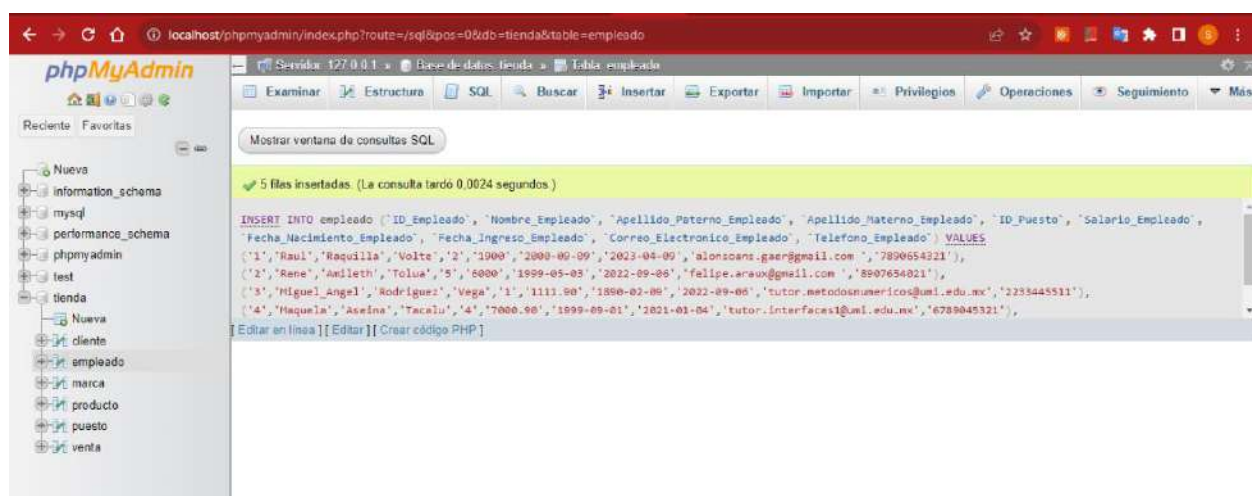 localhost/phpmyadmin/index.php?route=/sql&pos=0&db=tienda&table=empleado
phpMyAdmin
Reciente Favoritas
Nueva
information_schema
mysql
performance_schema
phpmyadmin
test
tienda
Nueva
cliente
empleado
marca
producto
puesto
venta
Servidor: 127.0.0.1 » Base de datos: tienda » Tabla: empleado
Examinar Estructura SQL Buscar Insertar Exportar Importar Privilegios Operaciones Seguimiento Más
Mostrar ventana de consultas SQL
5 filas insertadas. (La consulta tardó 0,0024 segundos.)
INSERT INTO empleado (`ID_Empleado`, `Nombre_Empleado`, `Apellido_Paterno_Empleado`, `Apellido_Materno_Empleado`, `ID_Puesto`, `Salario_Empleado`,
`Fecha_Nacimiento_Empleado`, `Fecha_Ingreso_Empleado`, `Correo_Electronico_Empleado`, `Telefono_Empleado`) VALUES
('1','Raul','Raquilla','Volte','2','1900','2000-09-09','2023-04-09','alonsoans.gaer@gmail.com ','7890654321'),
('2','Rene','Amileth','Tolua','5','6000','1999-05-03','2022-09-06','felipe.araux@gmail.com ','8907654021'),
('3','Miguel_Angel','Rodriguez','Vega','1','1111.90','1890-02-09','2022-09-06','tutor.metodosnumericos@umi.edu.mx','2233445511'),
('4','Maquela','Aseina','Tacalu','4','7000.90','1999-09-01','2021-01-04','tutor.interfaces1@umi.edu.mx','6789045321'),
[ Editar en línea ] [ Editar ] [ Crear código PHP ]